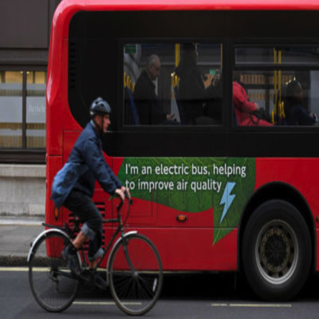 I'm an electric bus, helping
to improve air quality